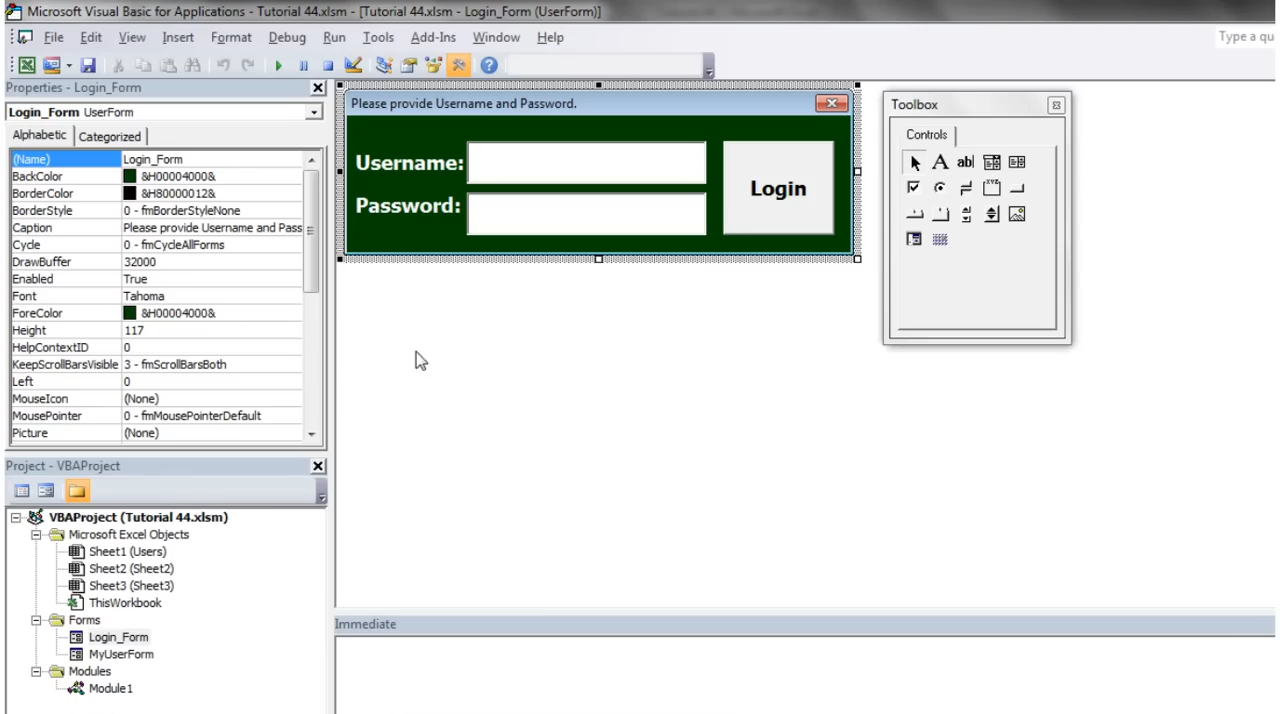 Microsoft Visual Basic for Applications - Tutorial 44.xlsm - [Tutorial 44.xlsm - Login_Form (UserForm)]
File Edit View Insert Format Debug Run Tools Add-Ins Window Help
Type a qu
Properties - Login_Form
Login_Form UserForm
Alphabetic Categorized
(Name) Login_Form
BackColor &H00004000&
BorderColor &H80000012&
BorderStyle 0 - fmBorderStyleNone
Caption Please provide Username and Pass
Cycle 0 - fmCycleAllForms
DrawBuffer 32000
Enabled True
Font Tahoma
ForeColor &H00004000&
Height 117
HelpContextID 0
KeepScrollBarsVisible 3 - fmScrollBarsBoth
Left 0
MouseIcon (None)
MousePointer 0 - fmMousePointerDefault
Picture (None)
Please provide Username and Password.
Username:
Password:
Login
Toolbox
Controls
A ab|
XYZ
Project - VBAProject
VBAProject (Tutorial 44.xlsm)
Microsoft Excel Objects
Sheet1 (Users)
Sheet2 (Sheet2)
Sheet3 (Sheet3)
ThisWorkbook
Forms
Login_Form
MyUserForm
Modules
Module1
Immediate